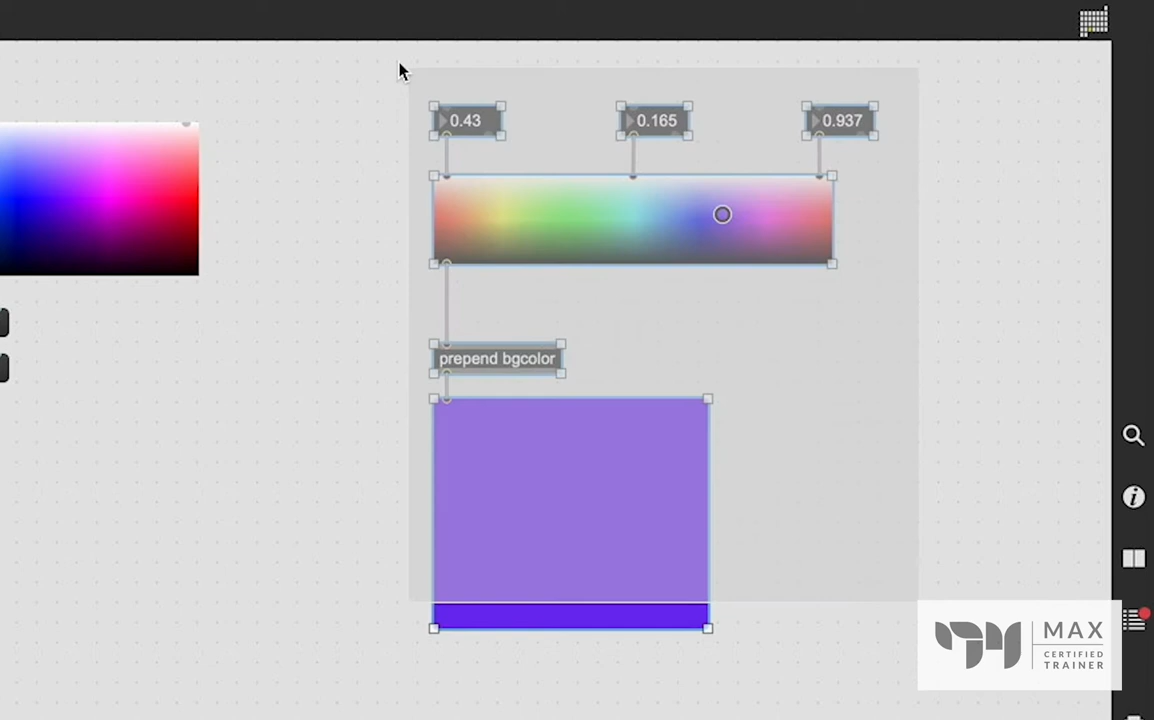 0.43
0.165
0.937
prepend bgcolor
MAX
CERTIFIED
TRAINER